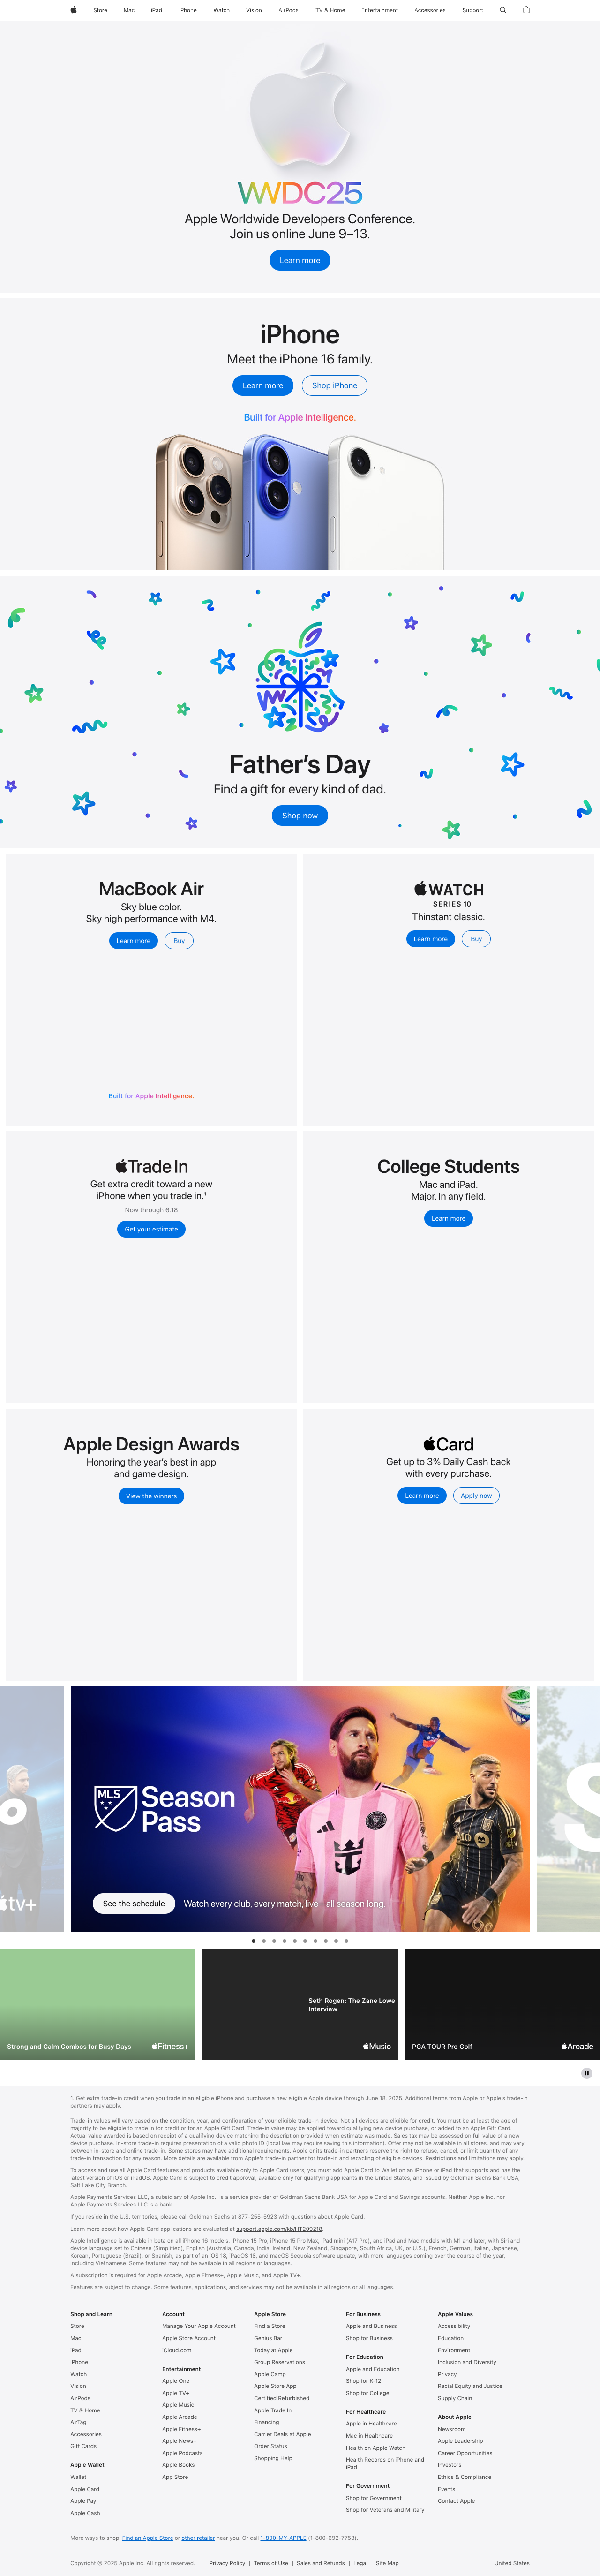 Store Mac iPad iPhone Watch Vision AirPods TV & Home Entertainment Accessories Support
WWDC25
Apple Worldwide Developers Conference.
Join us online June 9–13.
Learn more
iPhone
Meet the iPhone 16 family.
Learn more Shop iPhone
Built for Apple Intelligence.
Father’s Day
Find a gift for every kind of dad.
Shop now
MacBook Air
Sky blue color.
Sky high performance with M4.
Learn more Buy
Built for Apple Intelligence.
WATCH
SERIES 10
Thinstant classic.
Learn more Buy
Trade In
Get extra credit toward a new
iPhone when you trade in.¹
Now through 6.18
Get your estimate
College Students
Mac and iPad.
Major. In any field.
Learn more
Apple Design Awards
Honoring the year’s best in app
and game design.
View the winners
Card
Get up to 3% Daily Cash back
with every purchase.
Learn more Apply now
tv+
MLS Season
Pass
See the schedule Watch every club, every match, live—all season long.
Strong and Calm Combos for Busy Days Fitness+
Seth Rogen: The Zane Lowe
Interview
Music
PGA TOUR Pro Golf Arcade
1. Get extra trade-in credit when you trade in an eligible iPhone and purchase a new eligible Apple device through June 18, 2025. Additional terms from Apple or Apple’s trade-in
partners may apply.
Trade-in values will vary based on the condition, year, and configuration of your eligible trade-in device. Not all devices are eligible for credit. You must be at least the age of
majority to be eligible to trade in for credit or for an Apple Gift Card. Trade-in value may be applied toward qualifying new device purchase, or added to an Apple Gift Card.
Actual value awarded is based on receipt of a qualifying device matching the description provided when estimate was made. Sales tax may be assessed on full value of a new
device purchase. In-store trade-in requires presentation of a valid photo ID (local law may require saving this information). Offer may not be available in all stores, and may vary
between in-store and online trade-in. Some stores may have additional requirements. Apple or its trade-in partners reserve the right to refuse, cancel, or limit quantity of any
trade-in transaction for any reason. More details are available from Apple’s trade-in partner for trade-in and recycling of eligible devices. Restrictions and limitations may apply.
To access and use all Apple Card features and products available only to Apple Card users, you must add Apple Card to Wallet on an iPhone or iPad that supports and has the
latest version of iOS or iPadOS. Apple Card is subject to credit approval, available only for qualifying applicants in the United States, and issued by Goldman Sachs Bank USA,
Salt Lake City Branch.
Apple Payments Services LLC, a subsidiary of Apple Inc., is a service provider of Goldman Sachs Bank USA for Apple Card and Savings accounts. Neither Apple Inc. nor
Apple Payments Services LLC is a bank.
If you reside in the U.S. territories, please call Goldman Sachs at 877-255-5923 with questions about Apple Card.
Learn more about how Apple Card applications are evaluated at support.apple.com/kb/HT209218
Apple Intelligence is available in beta on all iPhone 16 models, iPhone 15 Pro, iPhone 15 Pro Max, iPad mini (A17 Pro), and iPad and Mac models with M1 and later, with Siri and
device language set to Chinese (Simplified), English (Australia, Canada, India, Ireland, New Zealand, Singapore, South Africa, UK, or U.S.), French, German, Italian, Japanese,
Korean, Portuguese (Brazil), or Spanish, as part of an iOS 18, iPadOS 18, and macOS Sequoia software update, with more languages coming over the course of the year,
including Vietnamese. Some features may not be available in all regions or languages.
A subscription is required for Apple Arcade, Apple Fitness+, Apple Music, and Apple TV+.
Features are subject to change. Some features, applications, and services may not be available in all regions or all languages.
Shop and Learn
Store
Mac
iPad
iPhone
Watch
Vision
AirPods
TV & Home
AirTag
Accessories
Gift Cards
Apple Wallet
Wallet
Apple Card
Apple Pay
Apple Cash
Account
Manage Your Apple Account
Apple Store Account
iCloud.com
Entertainment
Apple One
Apple TV+
Apple Music
Apple Arcade
Apple Fitness+
Apple News+
Apple Podcasts
Apple Books
App Store
Apple Store
Find a Store
Genius Bar
Today at Apple
Group Reservations
Apple Camp
Apple Store App
Certified Refurbished
Apple Trade In
Financing
Carrier Deals at Apple
Order Status
Shopping Help
For Business
Apple and Business
Shop for Business
For Education
Apple and Education
Shop for K-12
Shop for College
For Healthcare
Apple in Healthcare
Mac in Healthcare
Health on Apple Watch
Health Records on iPhone and
iPad
For Government
Shop for Government
Shop for Veterans and Military
Apple Values
Accessibility
Education
Environment
Inclusion and Diversity
Privacy
Racial Equity and Justice
Supply Chain
About Apple
Newsroom
Apple Leadership
Career Opportunities
Investors
Ethics & Compliance
Events
Contact Apple
More ways to shop: Find an Apple Store or other retailer near you. Or call 1-800-MY-APPLE (1-800-692-7753).
Copyright © 2025 Apple Inc. All rights reserved. Privacy Policy | Terms of Use | Sales and Refunds | Legal | Site Map United States